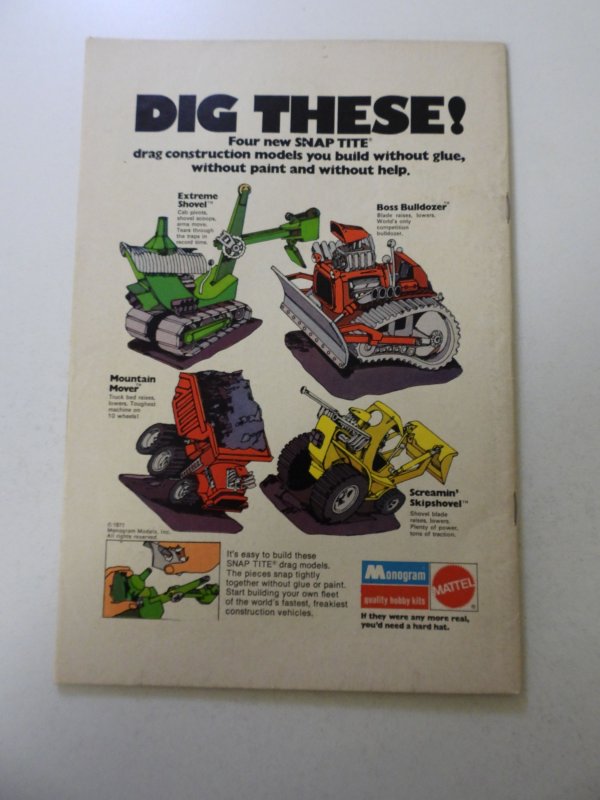 DIG THESE!
Four new SNAP TITE®
drag construction models you build without glue,
without paint and without help.
Extreme
Shovel™
Cab pivots,
shovel scoops,
arms move.
Tears through
the traps in
record time.
Boss Bulldozer™
Blade raises, lowers.
World's only
competition
bulldozer.
Mountain
Mover™
Truck bed raises,
lowers. Toughest
machine on
10 wheels!
Screamin'
Skipshovel™
Shovel blade
raises, lowers.
Plenty of power,
tons of traction.
©1971
Monogram Models, Inc.
All rights reserved.
It's easy to build these
SNAP TITE® drag models.
The pieces snap tightly
together without glue or paint.
Start building your own fleet
of the world's fastest, freakiest
construction vehicles.
Monogram
quality hobby kits
MATTEL
®
If they were any more real,
you'd need a hard hat.